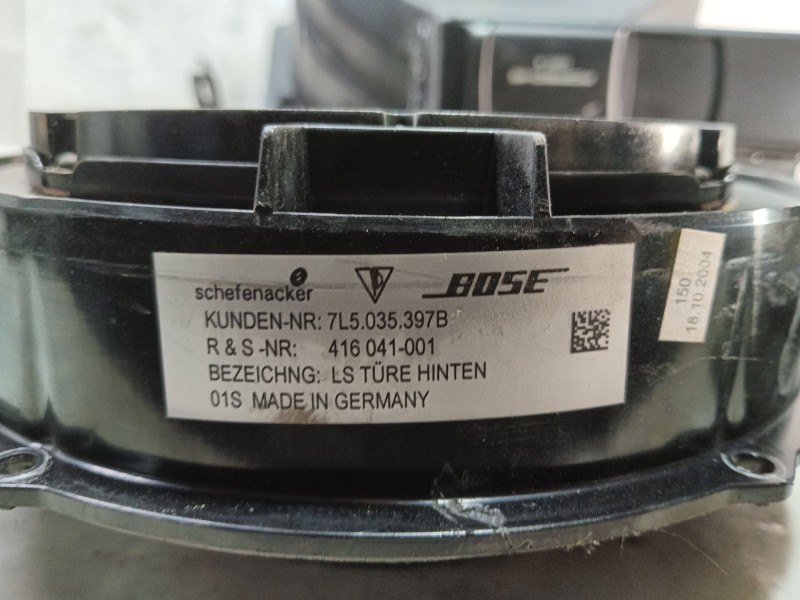 schefenacker
BOSE
KUNDEN-NR: 7L5.035.397B
R & S -NR: 416 041-001
BEZEICHNG: LS TÜRE HINTEN
01S MADE IN GERMANY
150
18.10.2004